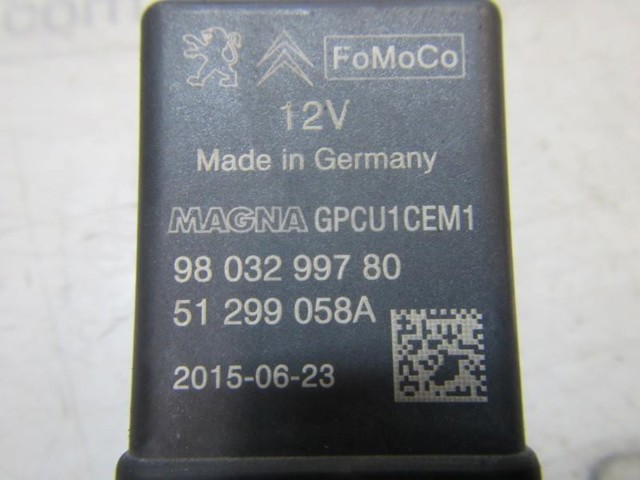 FoMoCo
12V
Made in Germany
MAGNA GPCU1CEM1
98 032 997 80
51 299 058A
2015-06-23